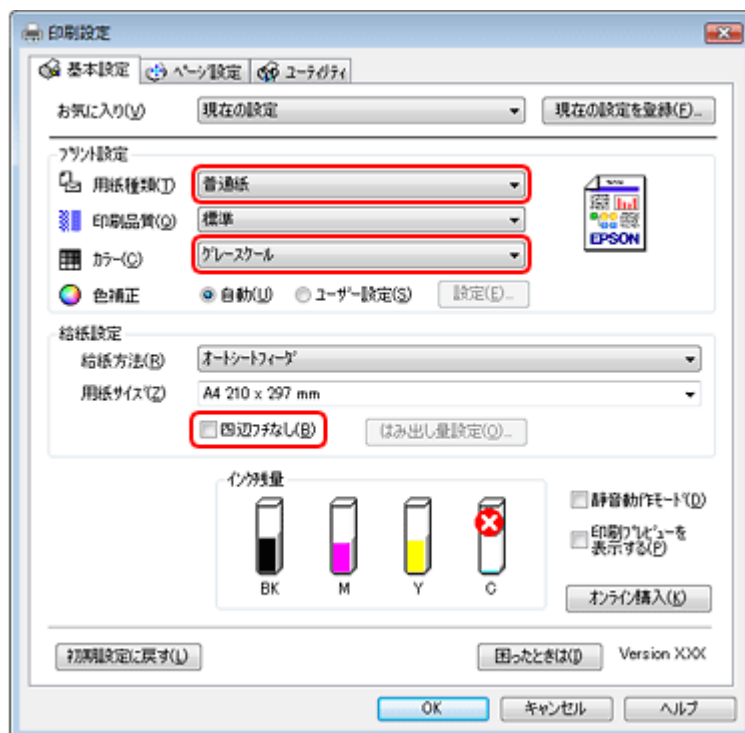 印刷設定
基本設定 ページ設定 ユーティリティ
お気に入り(V) 現在の設定 現在の設定を登録(F)...
プリント設定
用紙種類(T) 普通紙
印刷品質(Q) 標準
カラー(C) グレースケール
EPSON
色補正 自動(U) ユーザー設定(S) 設定(E)...
給紙設定
給紙方法(R) オートシートフィーダ
用紙サイズ(Z) A4 210 x 297 mm
四辺フチなし(B) はみ出し量設定(O)...
インク残量
BK M Y C
静音動作モード(D)
印刷プレビューを
表示する(P)
オンライン購入(K)
初期設定に戻す(L) 困ったときは(I) Version XXX
OK キャンセル ヘルプ